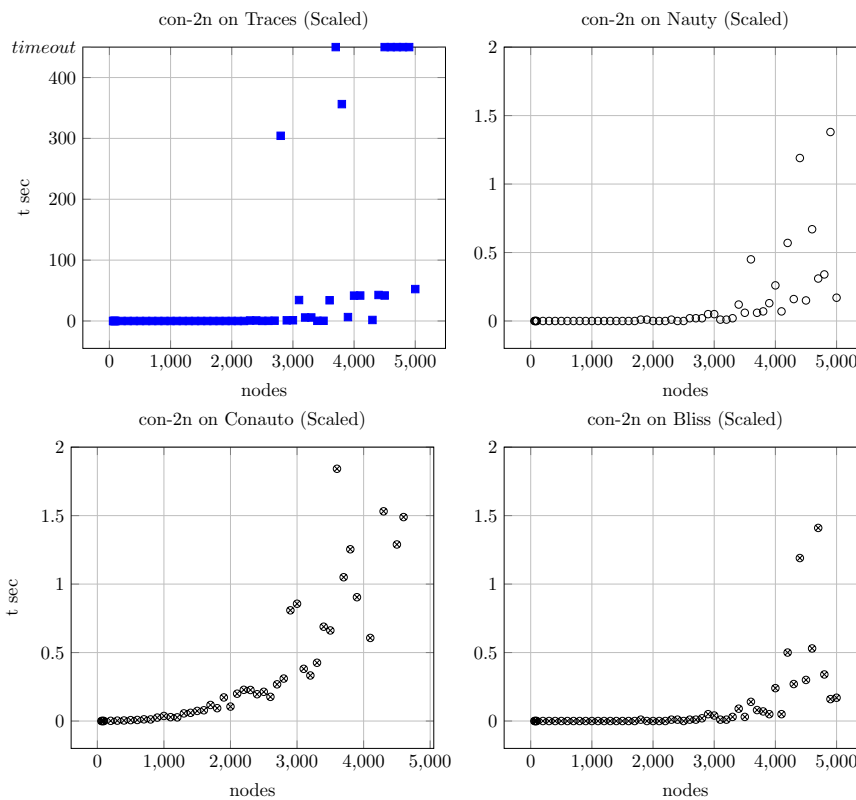 con-2n on Traces (Scaled)
timeout
400
300
200
100
0
t sec
0 1,000 2,000 3,000 4,000 5,000
nodes
con-2n on Nauty (Scaled)
2
1.5
1
0.5
0
0 1,000 2,000 3,000 4,000 5,000
nodes
con-2n on Conauto (Scaled)
2
1.5
1
0.5
0
t sec
0 1,000 2,000 3,000 4,000 5,000
nodes
con-2n on Bliss (Scaled)
2
1.5
1
0.5
0
0 1,000 2,000 3,000 4,000 5,000
nodes